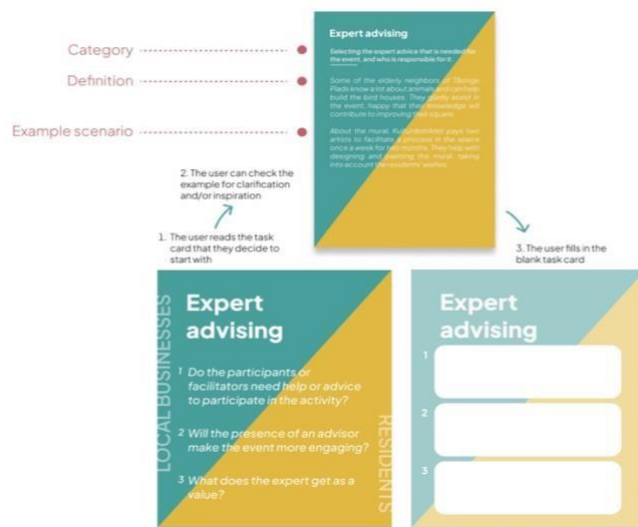 Category
Definition
Example scenario
Expert advising
Selecting the expert advice that is needed for
the event, and who is responsible for it.
Some of the elderly neighbors of Tåsinge
Plads know a lot about animals and can help
build the bird houses. They gladly assist in
the event, happy that their knowledge will
contribute to improving their square.
About the mural, Kulturdistriktet pays two
artists to facilitate a process in the space
once a week for two months. They help with
designing and painting the mural, taking
into account the residents' wishes.
2. The user can check the
example for clarification
and/or inspiration
1. The user reads the task
card that they decide to
start with
3. The user fills in the
blank task card
LOCAL BUSINESSES
Expert
advising
1 Do the participants or
facilitators need help or advice
to participate in the activity?
2 Will the presence of an advisor
make the event more engaging?
3 What does the expert get as a
value?
RESIDENTS
Expert
advising
1
2
3